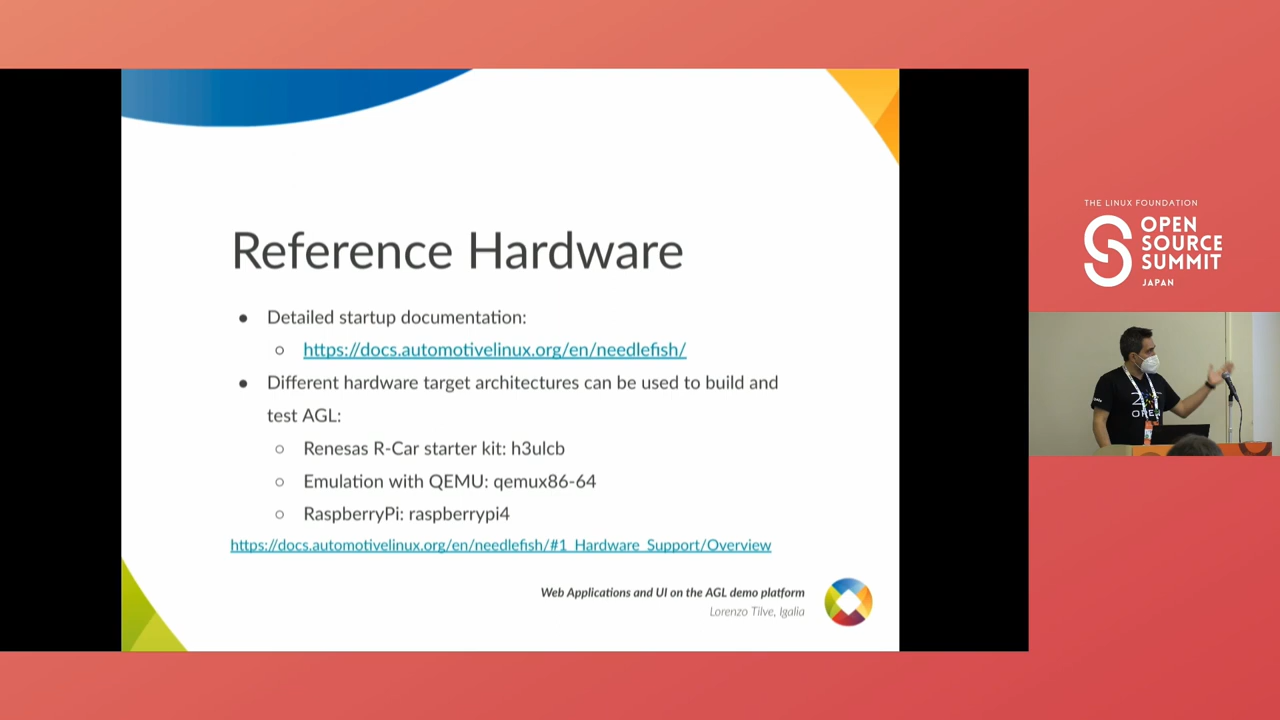 Reference Hardware
● Detailed startup documentation:
○ https://docs.automotivelinux.org/en/needlefish/
● Different hardware target architectures can be used to build and
test AGL:
○ Renesas R-Car starter kit: h3ulcb
○ Emulation with QEMU: qemux86-64
○ RaspberryPi: raspberrypi4
https://docs.automotivelinux.org/en/needlefish/#1_Hardware_Support/Overview
Web Applications and UI on the AGL demo platform
Lorenzo Tilve, Igalia
THE LINUX FOUNDATION
OPEN
SOURCE
SUMMIT
JAPAN